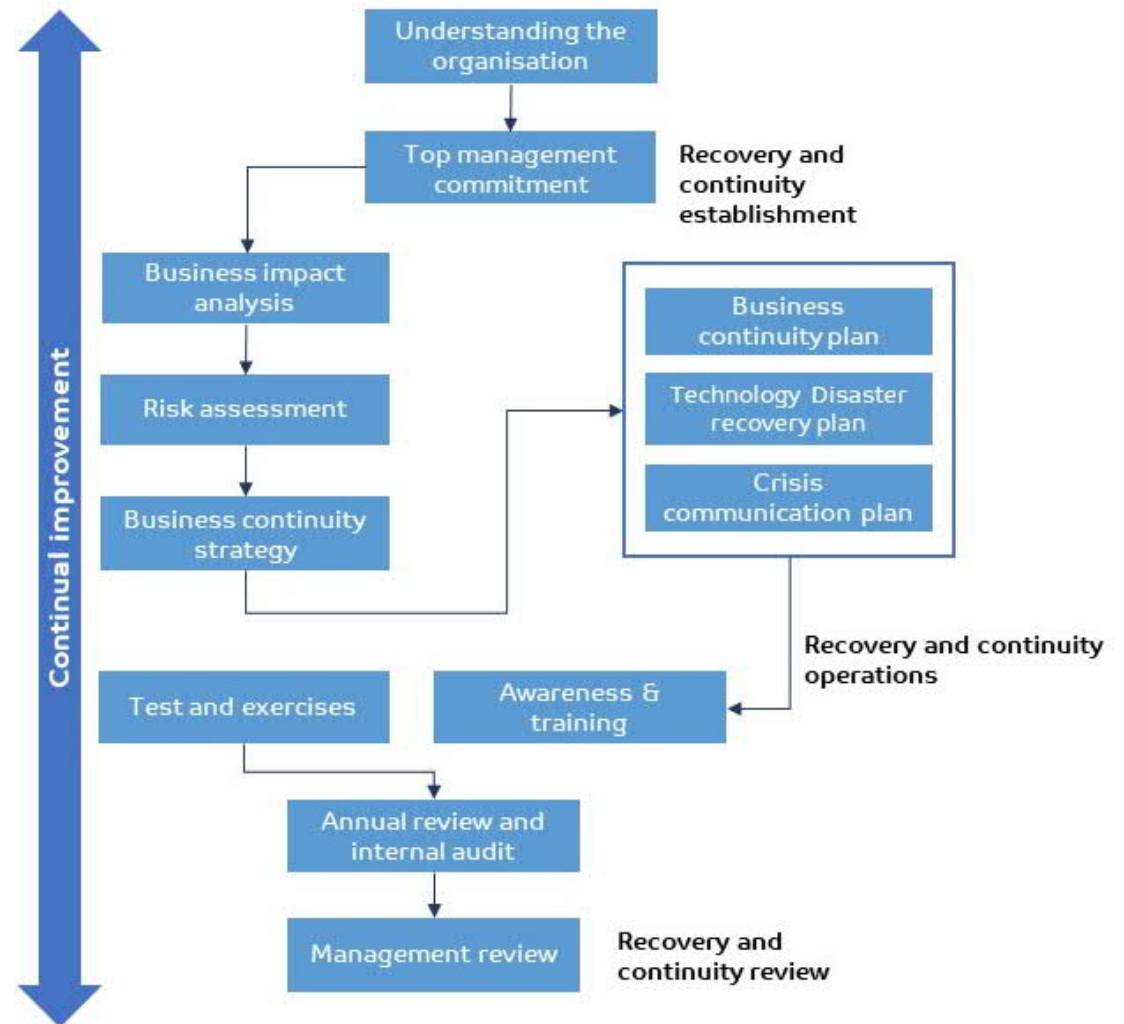 Understanding the
organisation
Top management
commitment
Recovery and
continuity
establishment
Business impact
analysis
Business
continuity plan
Risk assessment
Technology Disaster
recovery plan
Business continuity
strategy
Crisis
communication plan
Continual improvement
Recovery and continuity
operations
Test and exercises
Awareness &
training
Annual review and
internal audit
Management review
Recovery and
continuity review